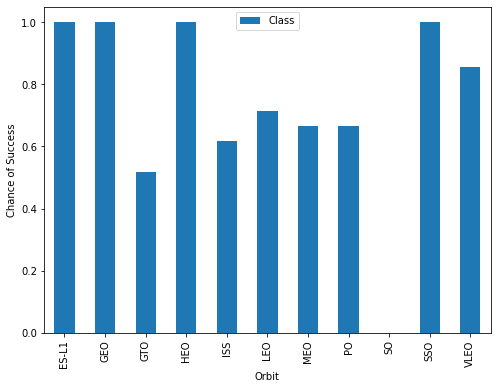 Class
Chance of Success
1.0
0.8
0.6
0.4
0.2
0.0
ES-L1
GEO
GTO
HEO
ISS
LEO
MEO
PO
SO
SSO
VLEO
Orbit